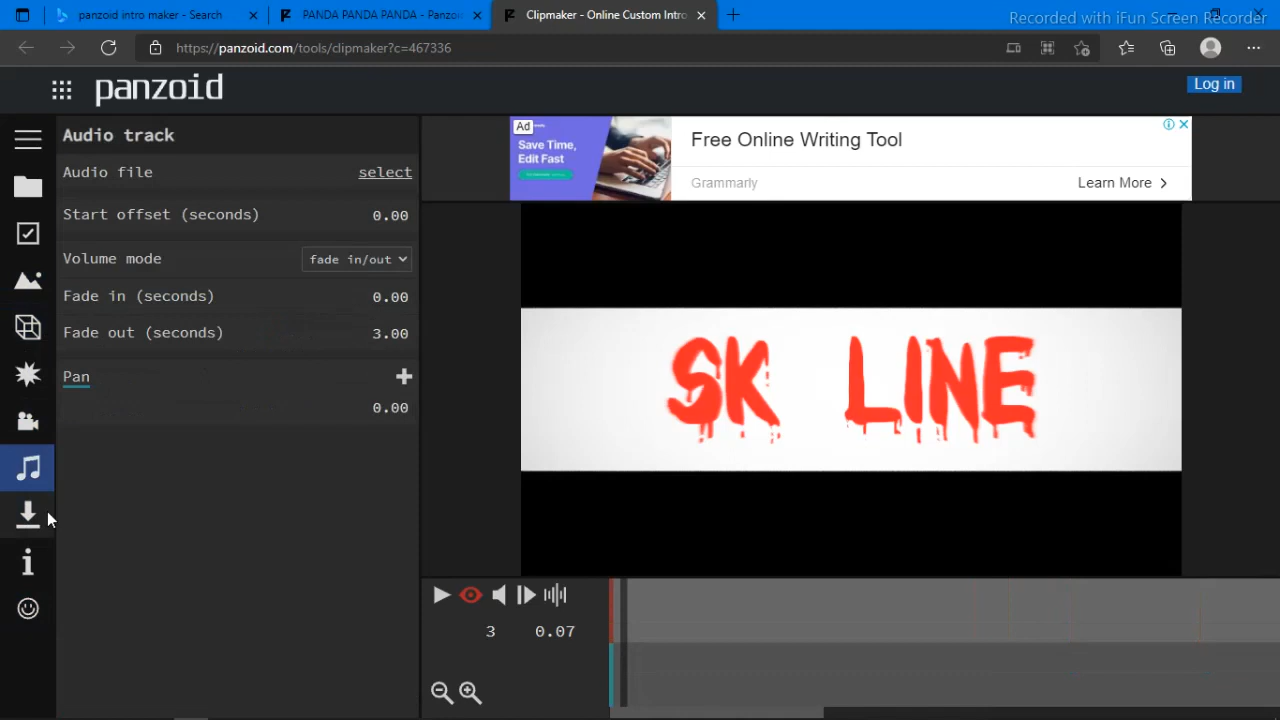 panzoid intro maker - Search
PANDA PANDA PANDA - Panzoi
Clipmaker - Online Custom Intro
Recorded with iFun Screen Recorder
https://panzoid.com/tools/clipmaker?c=467336
panzoid
Log in
Audio track
Audio file
select
Start offset (seconds)
0.00
Volume mode
fade in/out
Fade in (seconds)
0.00
Fade out (seconds)
3.00
Pan
0.00
Ad
Save Time,
Edit Fast
Free Online Writing Tool
Grammarly
Learn More
SK LINE
3
0.07